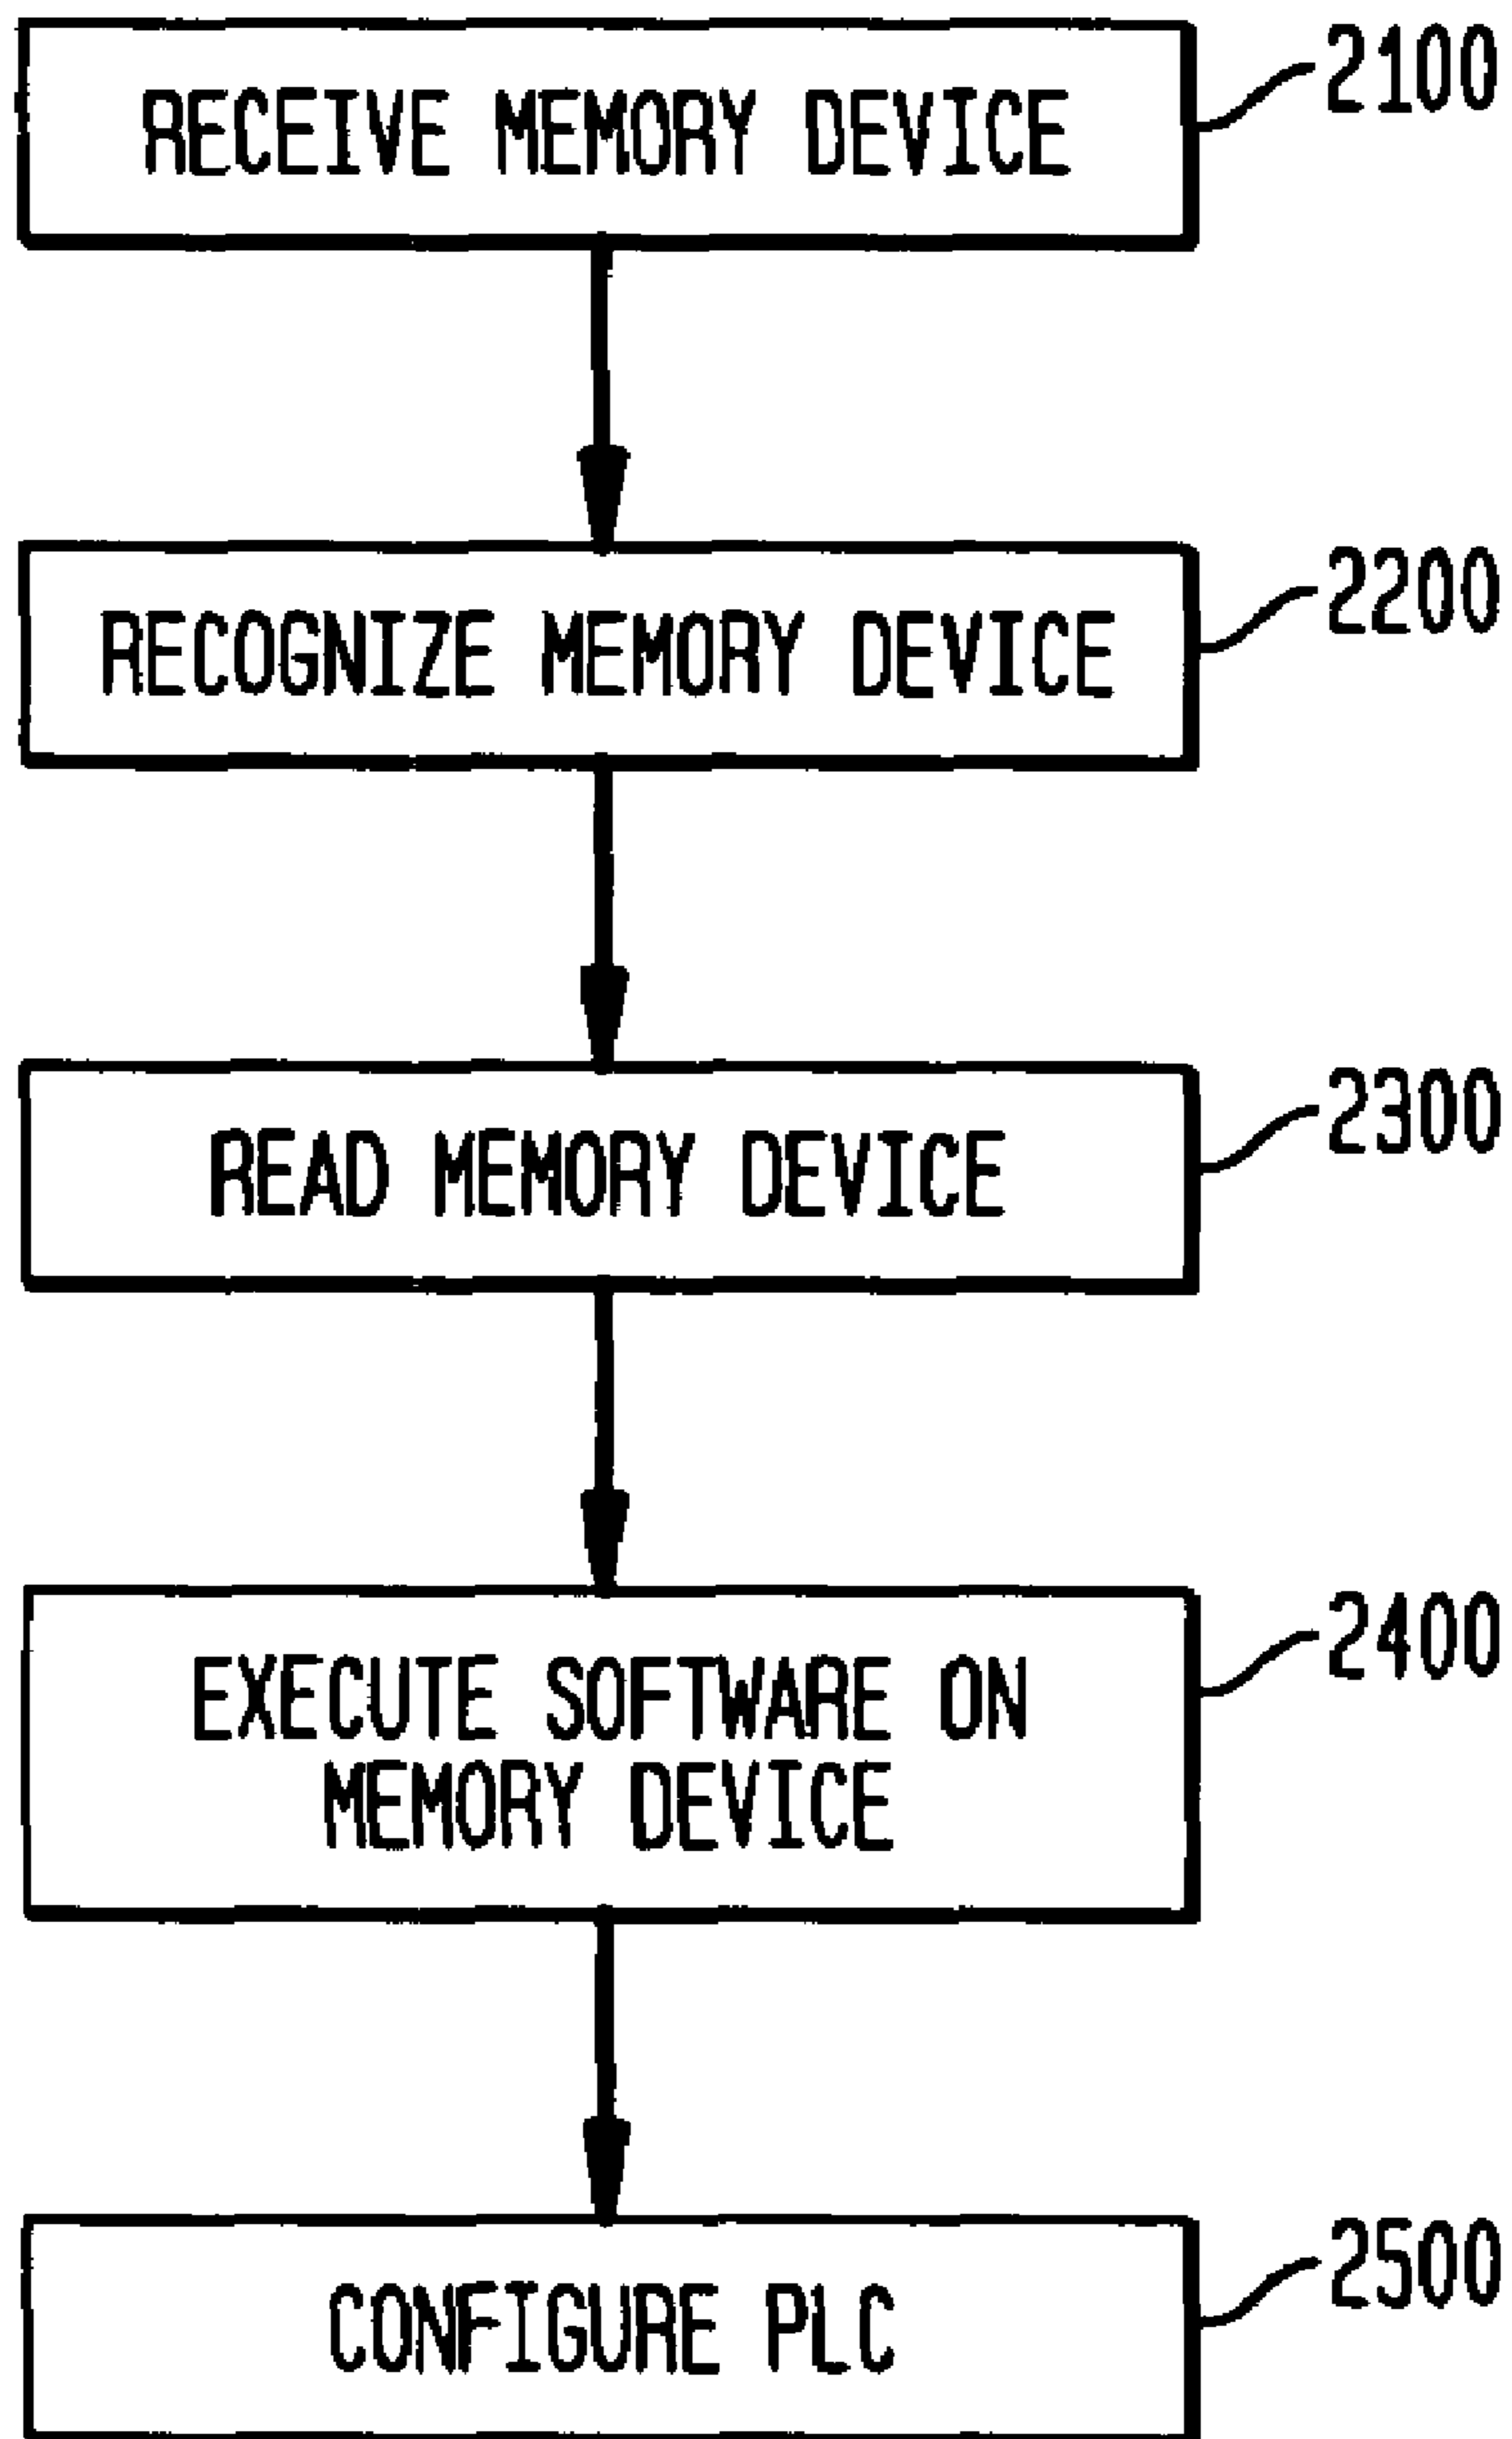 RECEIVE MEMORY DEVICE
2100
RECOGNIZE MEMORY DEVICE
2200
READ MEMORY DEVICE
2300
EXECUTE SOFTWARE ON
MEMORY DEVICE
2400
CONFIGURE PLC
2500